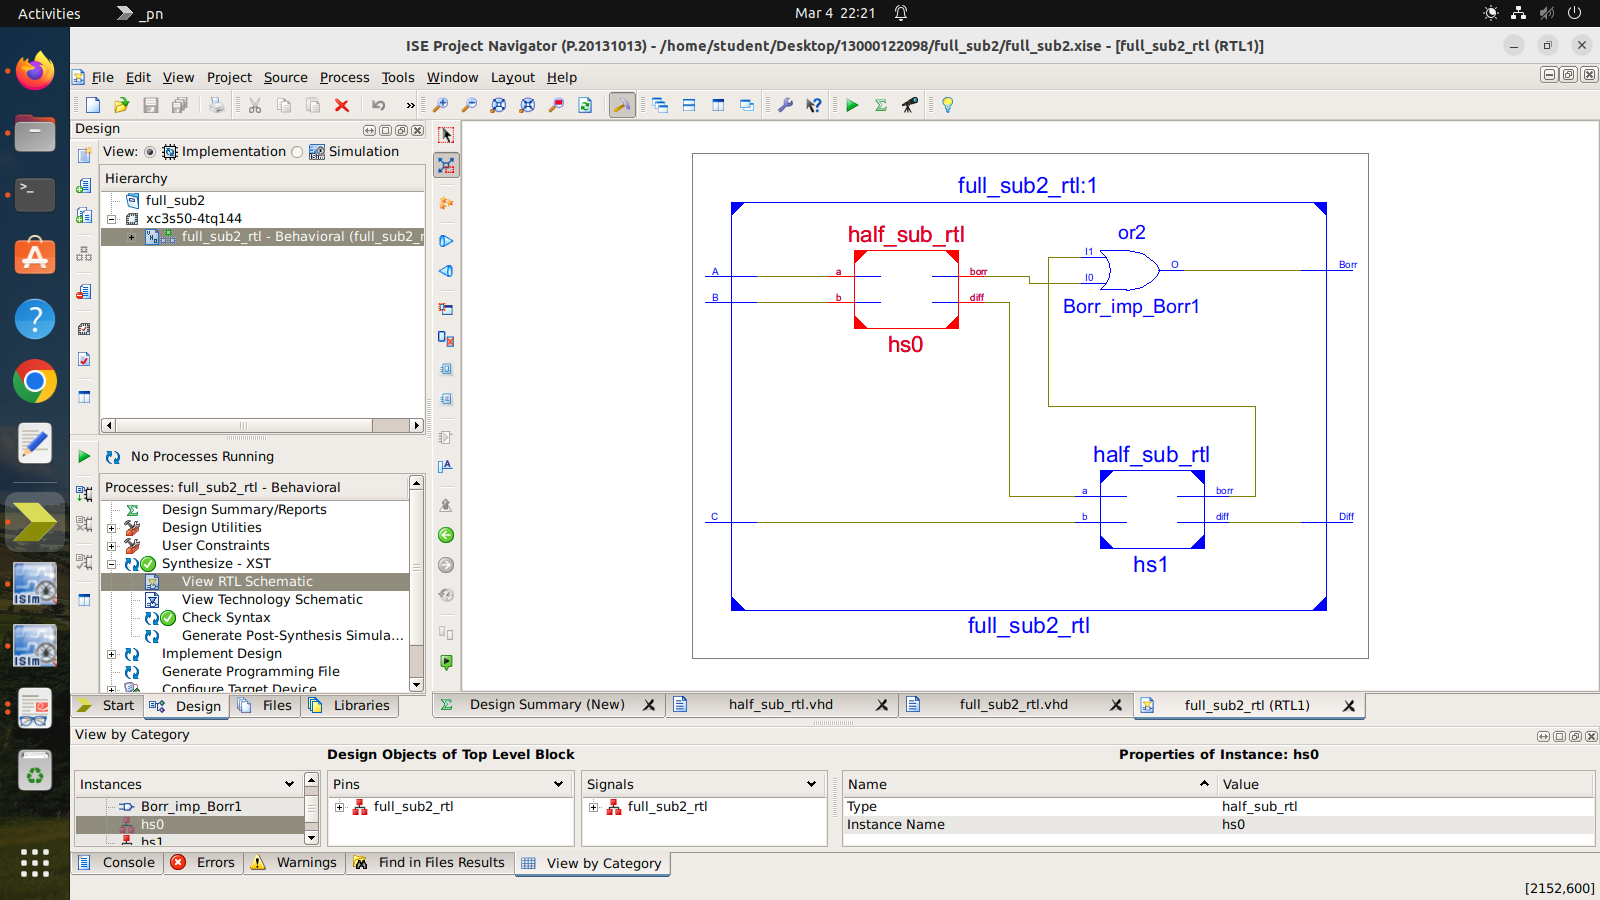 Activities
_pn
Mar 4 22:21
ISE Project Navigator (P.20131013) - /home/student/Desktop/13000122098/full_sub2/full_sub2.xise - [full_sub2_rtl (RTL1)]
File Edit View Project Source Process Tools Window Layout Help
»
Design
View: Implementation Simulation
Hierarchy
full_sub2
xc3s50-4tq144
full_sub2_rtl - Behavioral (full_sub2_r
No Processes Running
Processes: full_sub2_rtl - Behavioral
Design Summary/Reports
Design Utilities
User Constraints
Synthesize - XST
View RTL Schematic
View Technology Schematic
Check Syntax
Generate Post-Synthesis Simula...
Implement Design
Generate Programming File
Configure Target Device
Start Design Files Libraries
full_sub2_rtl:1
half_sub_rtl
or2
A a borr I1 O Borr
B b diff I0
Borr_imp_Borr1
hs0
half_sub_rtl
a borr
C b diff Diff
hs1
full_sub2_rtl
Design Summary (New) half_sub_rtl.vhd full_sub2_rtl.vhd full_sub2_rtl (RTL1)
View by Category
Design Objects of Top Level Block
Properties of Instance: hs0
Instances Pins Signals Name Value
Borr_imp_Borr1 full_sub2_rtl full_sub2_rtl Type half_sub_rtl
hs0 Instance Name hs0
hs1
Console Errors Warnings Find in Files Results View by Category
[2152,600]
ISim
ISim